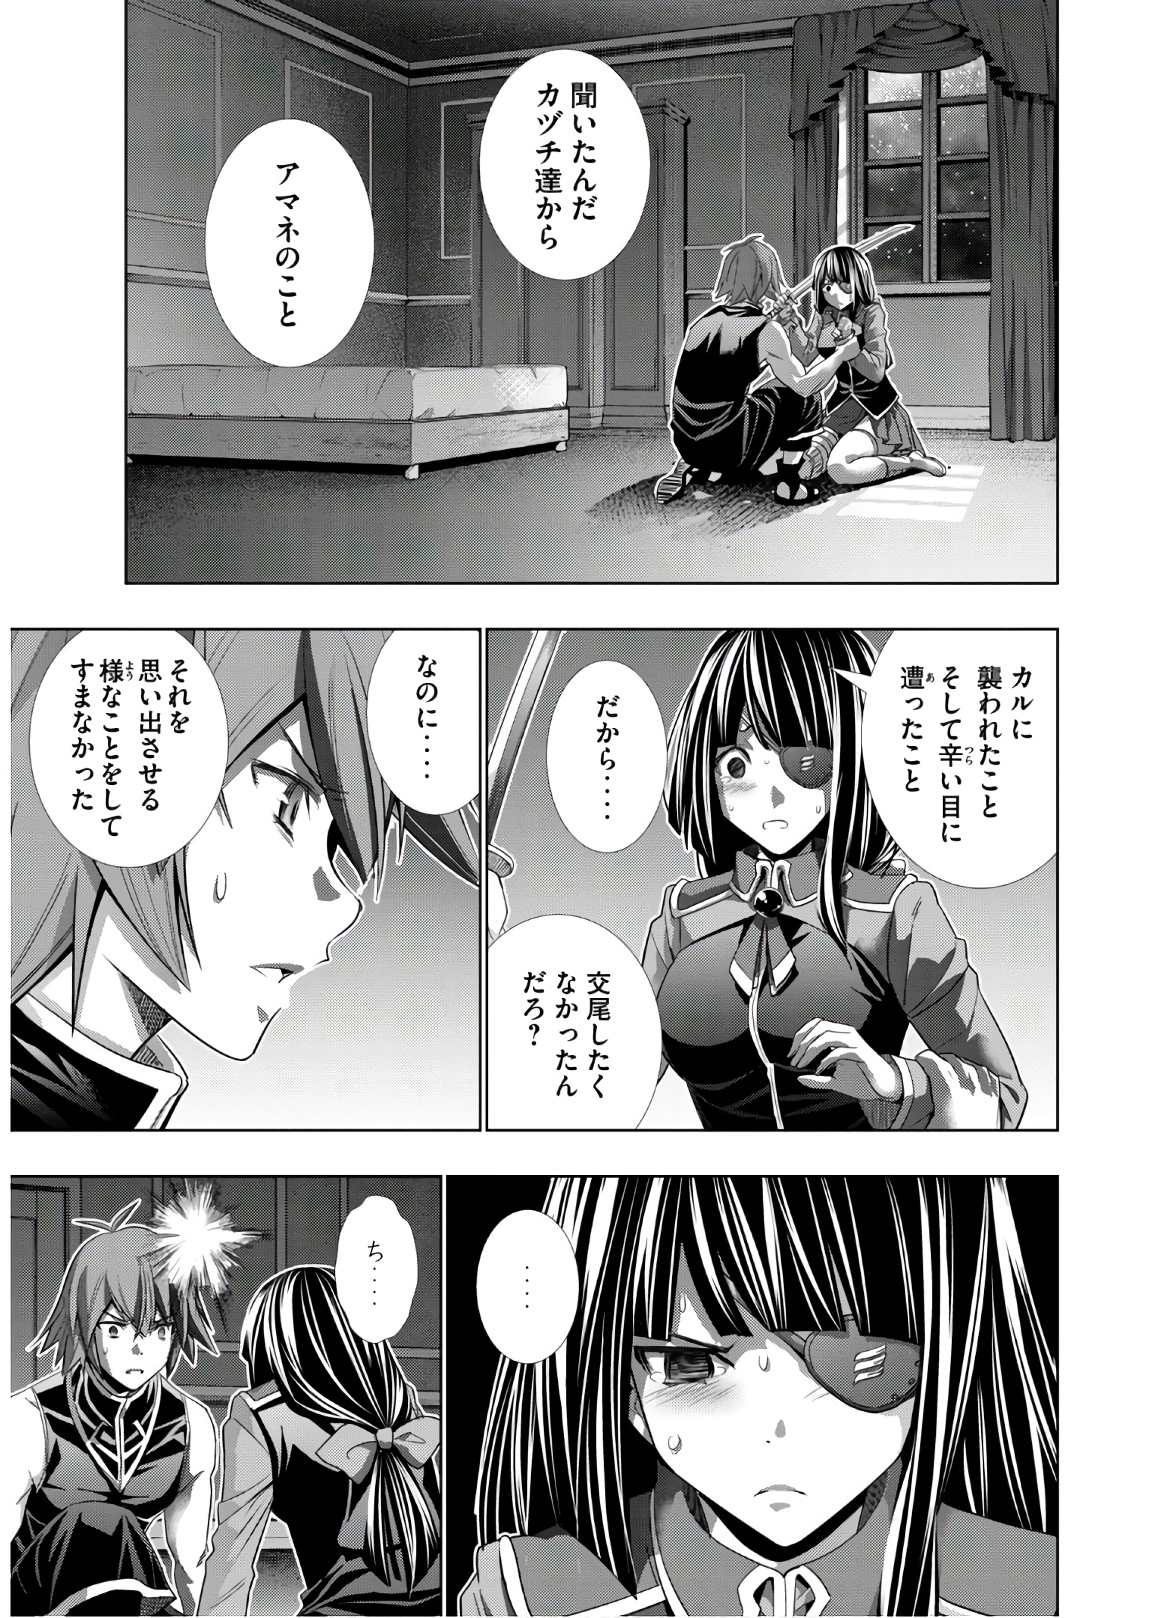 聞いたんだ
カヅチ達から
アマネのこと
カルに
襲われたこと
そして辛い目に
遭ったこと
だから‥‥
交尾したく
なかったん
だろ？
なのに‥‥
それを
思い出させる
様なことをして
すまなかった
‥‥
ち‥‥